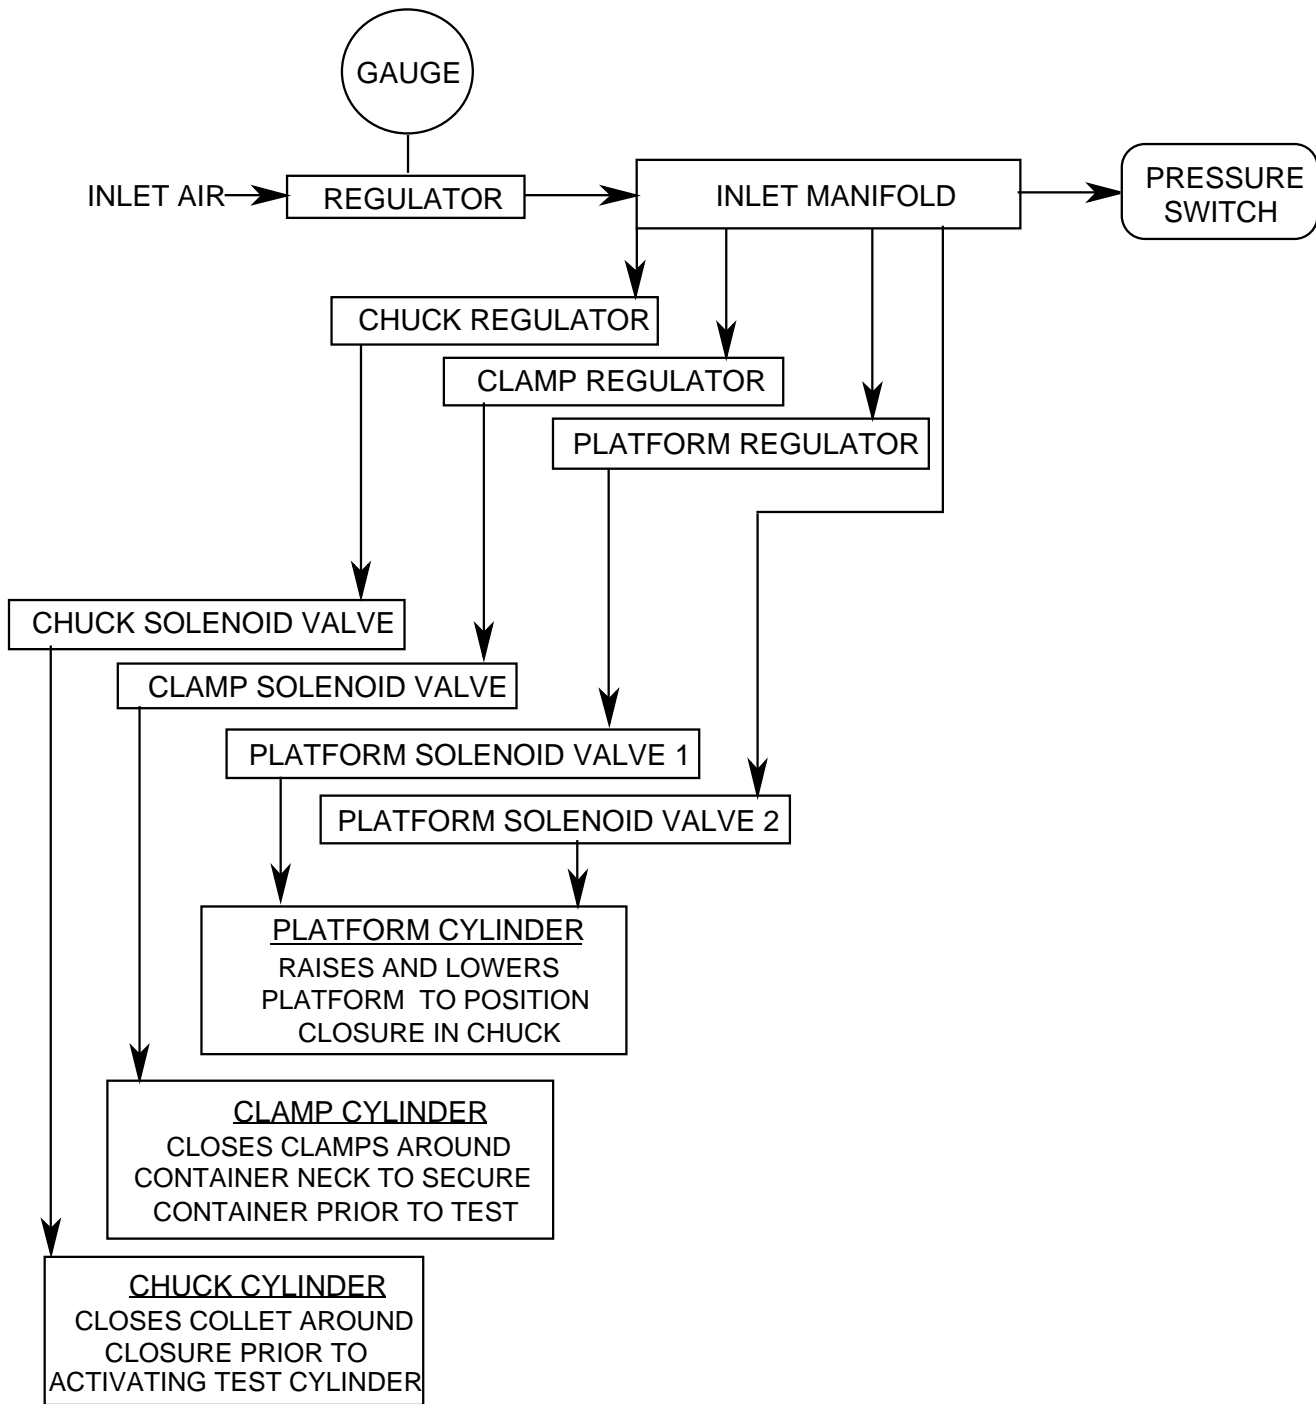 GAUGE
INLET AIR
REGULATOR
INLET MANIFOLD
PRESSURE
SWITCH
CHUCK REGULATOR
CLAMP REGULATOR
PLATFORM REGULATOR
CHUCK SOLENOID VALVE
CLAMP SOLENOID VALVE
PLATFORM SOLENOID VALVE 1
PLATFORM SOLENOID VALVE 2
PLATFORM CYLINDER
RAISES AND LOWERS
PLATFORM TO POSITION
CLOSURE IN CHUCK
CLAMP CYLINDER
CLOSES CLAMPS AROUND
CONTAINER NECK TO SECURE
CONTAINER PRIOR TO TEST
CHUCK CYLINDER
CLOSES COLLET AROUND
CLOSURE PRIOR TO
ACTIVATING TEST CYLINDER